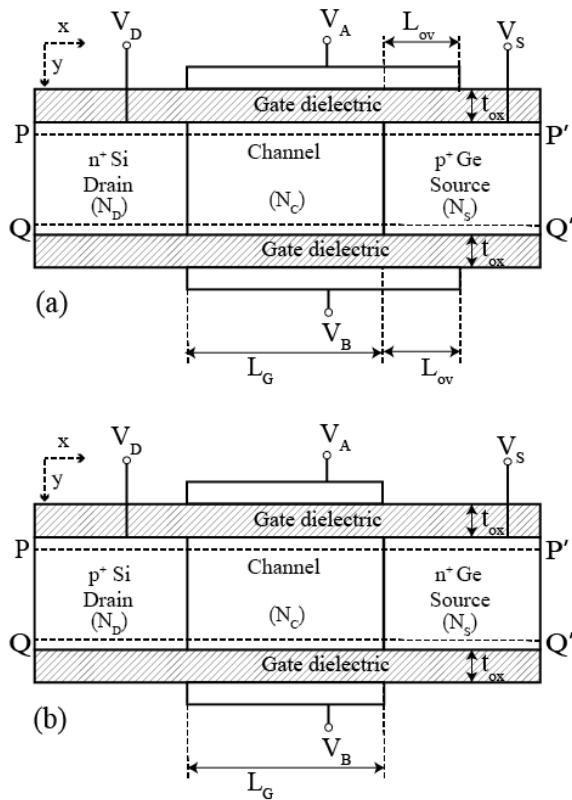 x
y
V_D
V_A
L_ov
V_S
Gate dielectric
t_ox
P
P′
n⁺ Si
Drain
(N_D)
Channel
(N_C)
p⁺ Ge
Source
(N_S)
Q
Q′
Gate dielectric
t_ox
(a)
V_B
L_G
L_ov
x
y
V_D
V_A
V_S
Gate dielectric
t_ox
P
P′
p⁺ Si
Drain
(N_D)
Channel
(N_C)
n⁺ Ge
Source
(N_S)
Q
Q′
Gate dielectric
t_ox
(b)
V_B
L_G